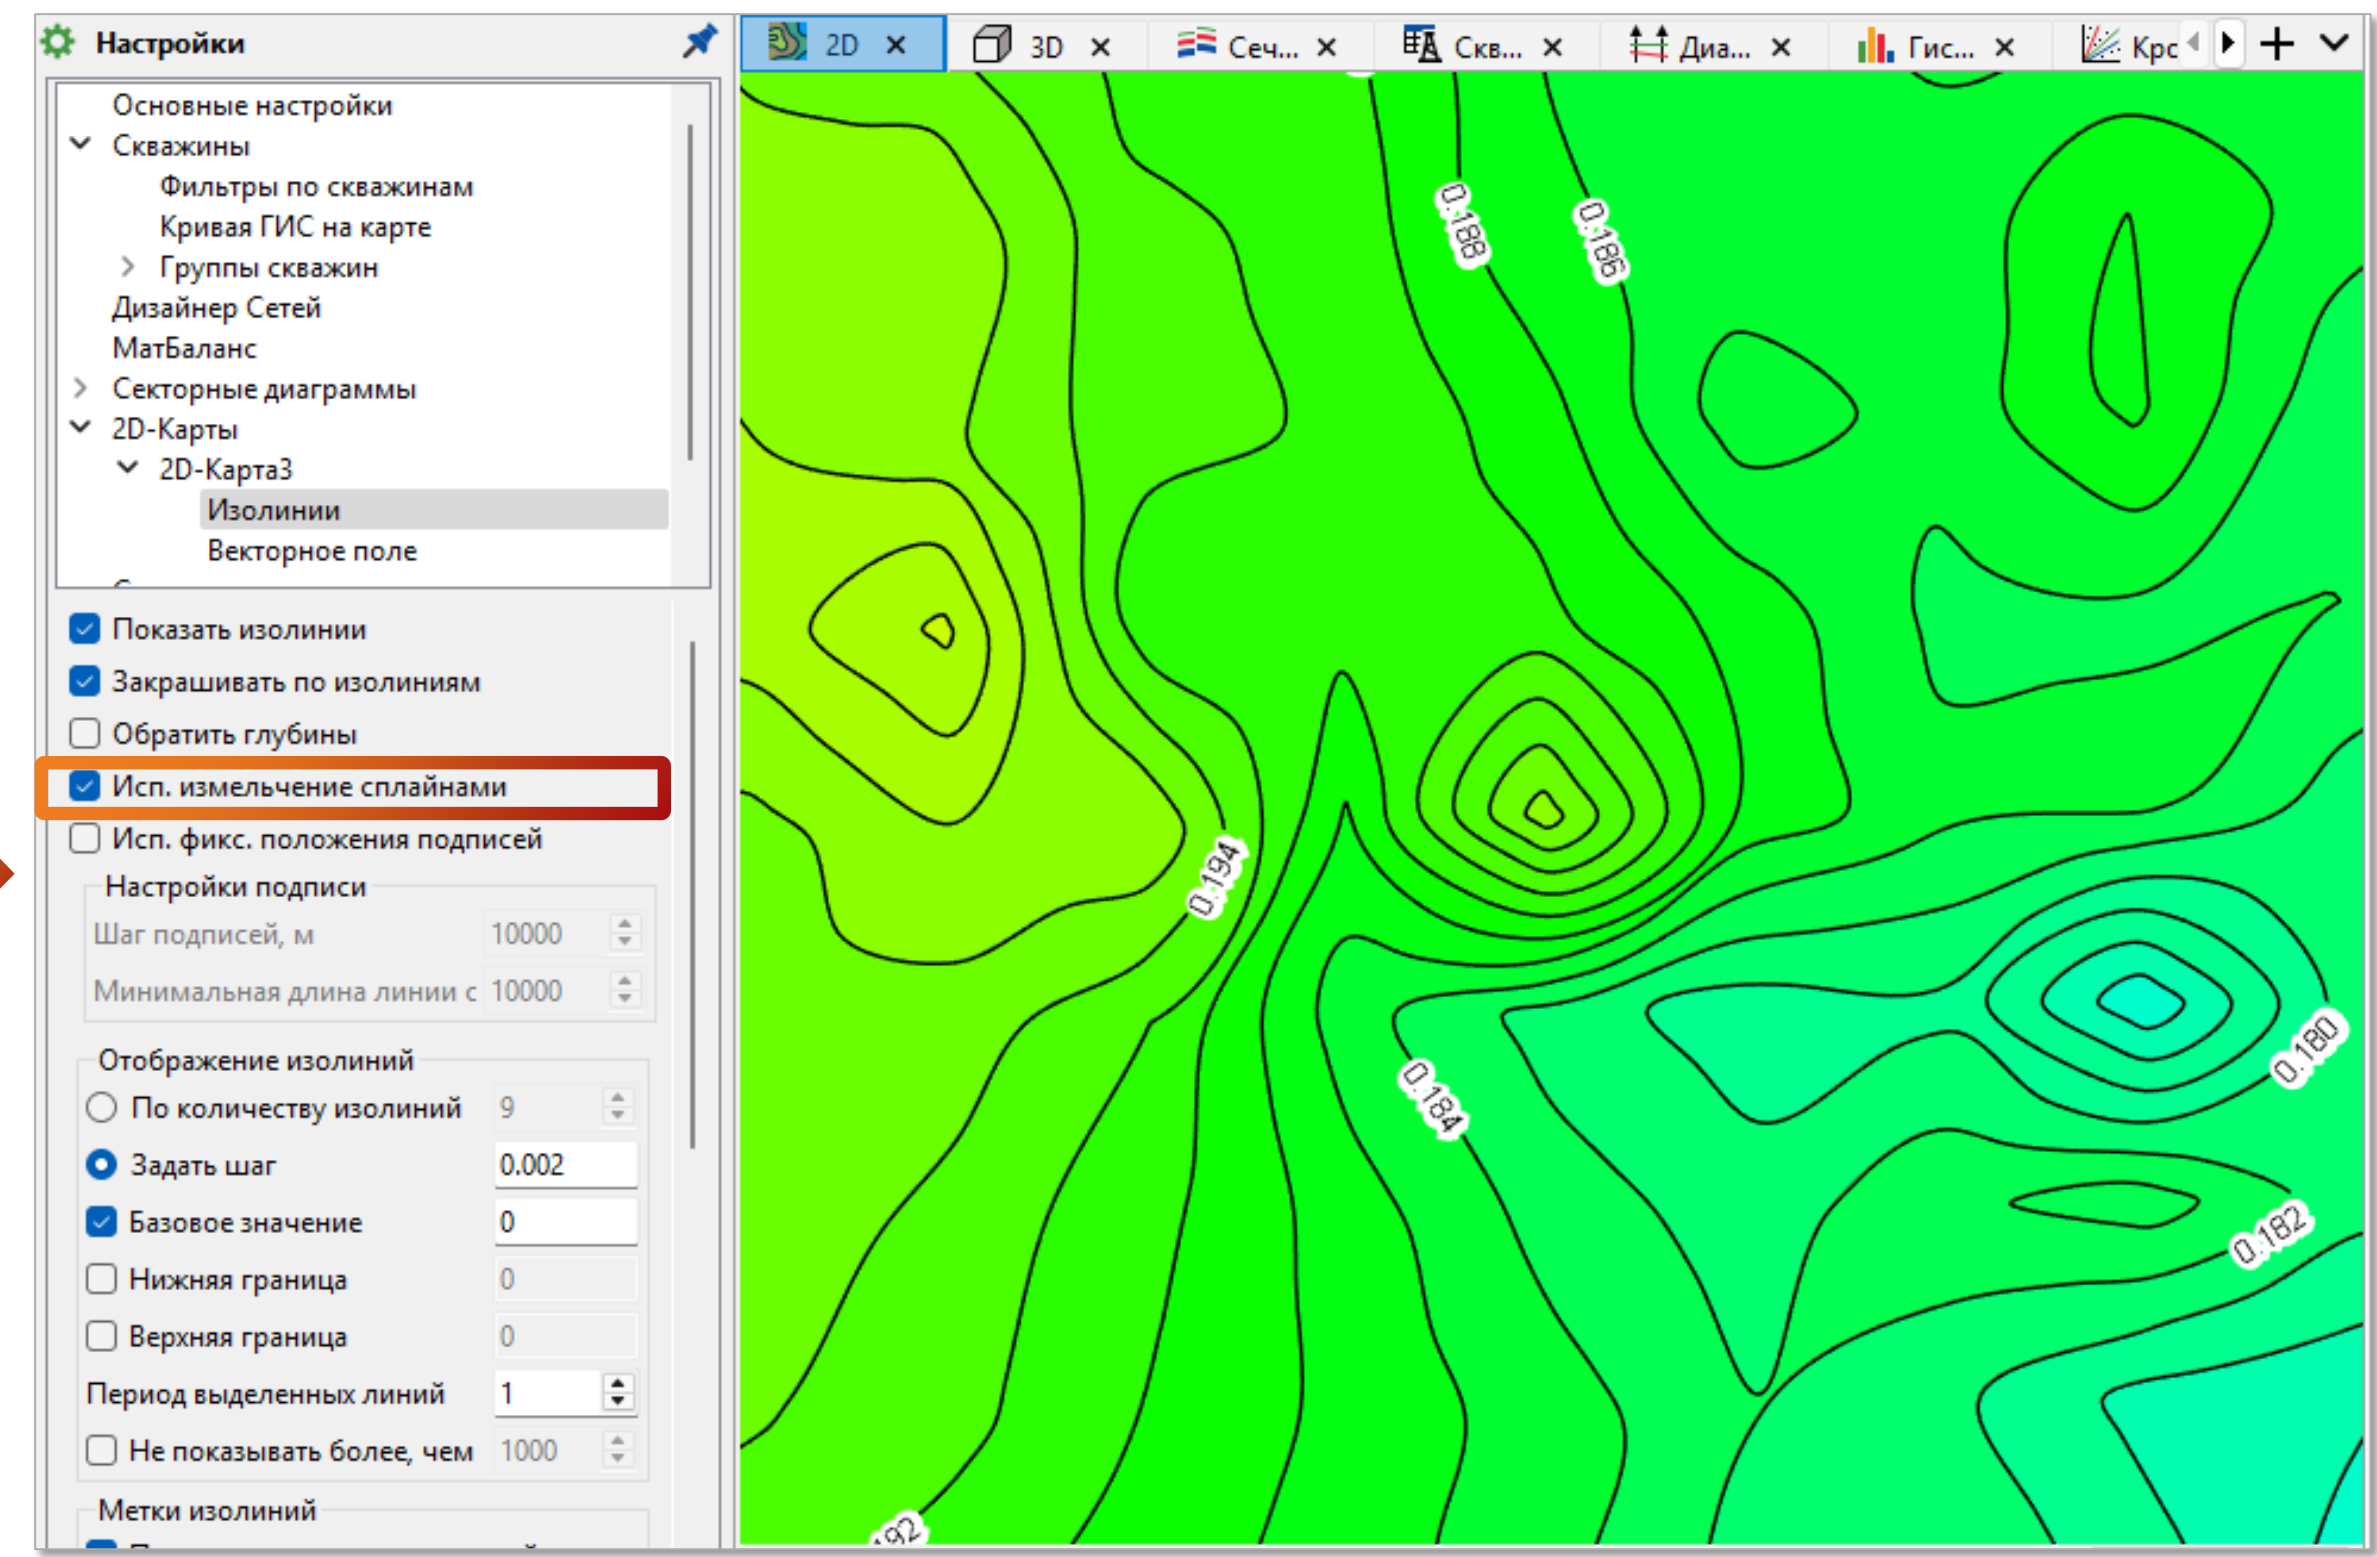 Настройки
2D
3D
Сеч...
Скв...
Диа...
Гис...
Крс
Основные настройки
Скважины
Фильтры по скважинам
Кривая ГИС на карте
Группы скважин
Дизайнер Сетей
МатБаланс
Секторные диаграммы
2D-Карты
2D-Карта3
Изолинии
Векторное поле
Показать изолинии
Закрашивать по изолиниям
Обратить глубины
Исп. измельчение сплайнами
Исп. фикс. положения подписей
Настройки подписи
Шаг подписей, м 10000
Минимальная длина линии с 10000
Отображение изолиний
По количеству изолиний 9
Задать шаг 0.002
Базовое значение 0
Нижняя граница 0
Верхняя граница 0
Период выделенных линий 1
Не показывать более, чем 1000
Метки изолиний
0.188
0.186
0.194
0.180
0.184
0.182
192